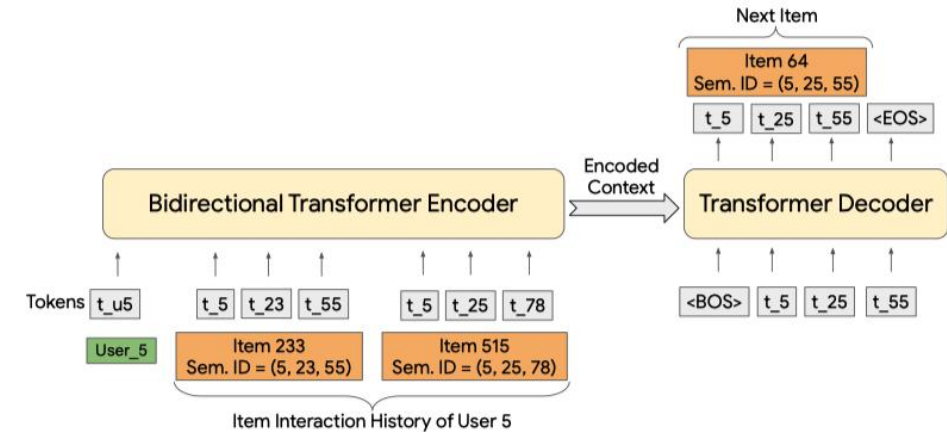 Next Item
Item 64
Sem. ID = (5, 25, 55)
t_5 t_25 t_55 <EOS>
Encoded
Context
Bidirectional Transformer Encoder
Transformer Decoder
Tokens t_u5 t_5 t_23 t_55 t_5 t_25 t_78
<BOS> t_5 t_25 t_55
User_5
Item 233
Sem. ID = (5, 23, 55)
Item 515
Sem. ID = (5, 25, 78)
Item Interaction History of User 5